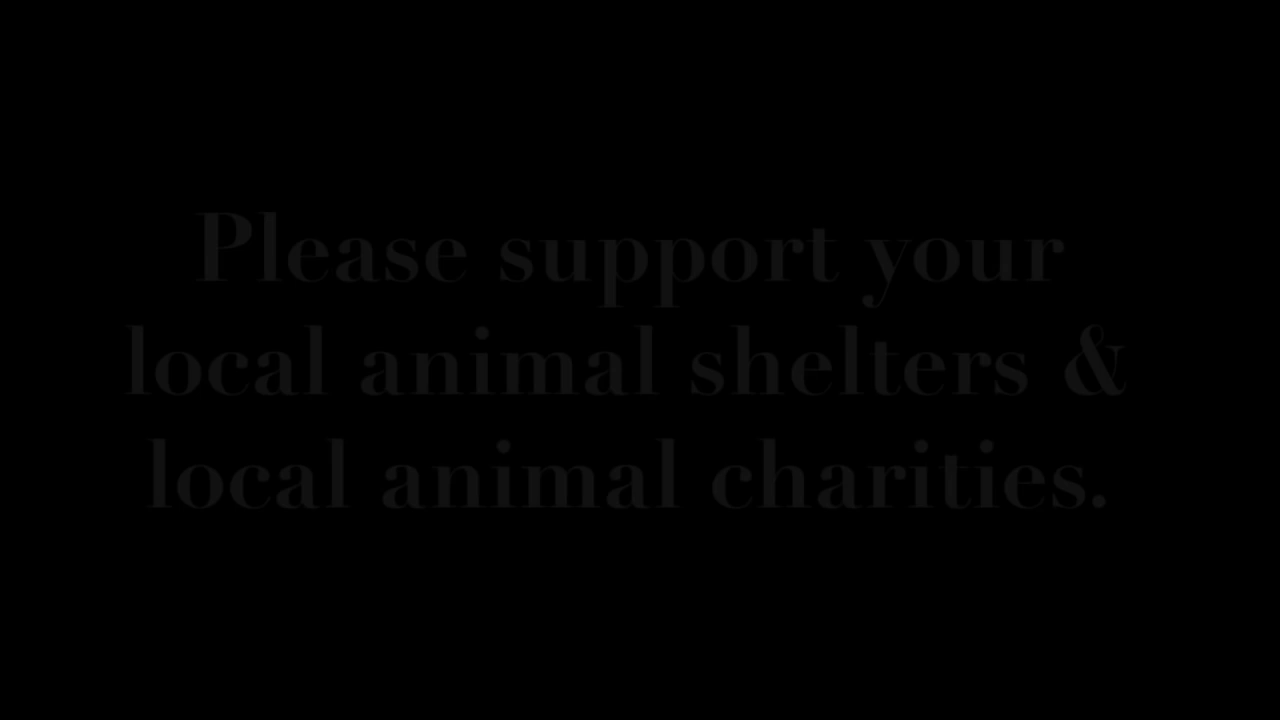 Please support your
local animal shelters &
local animal charities.